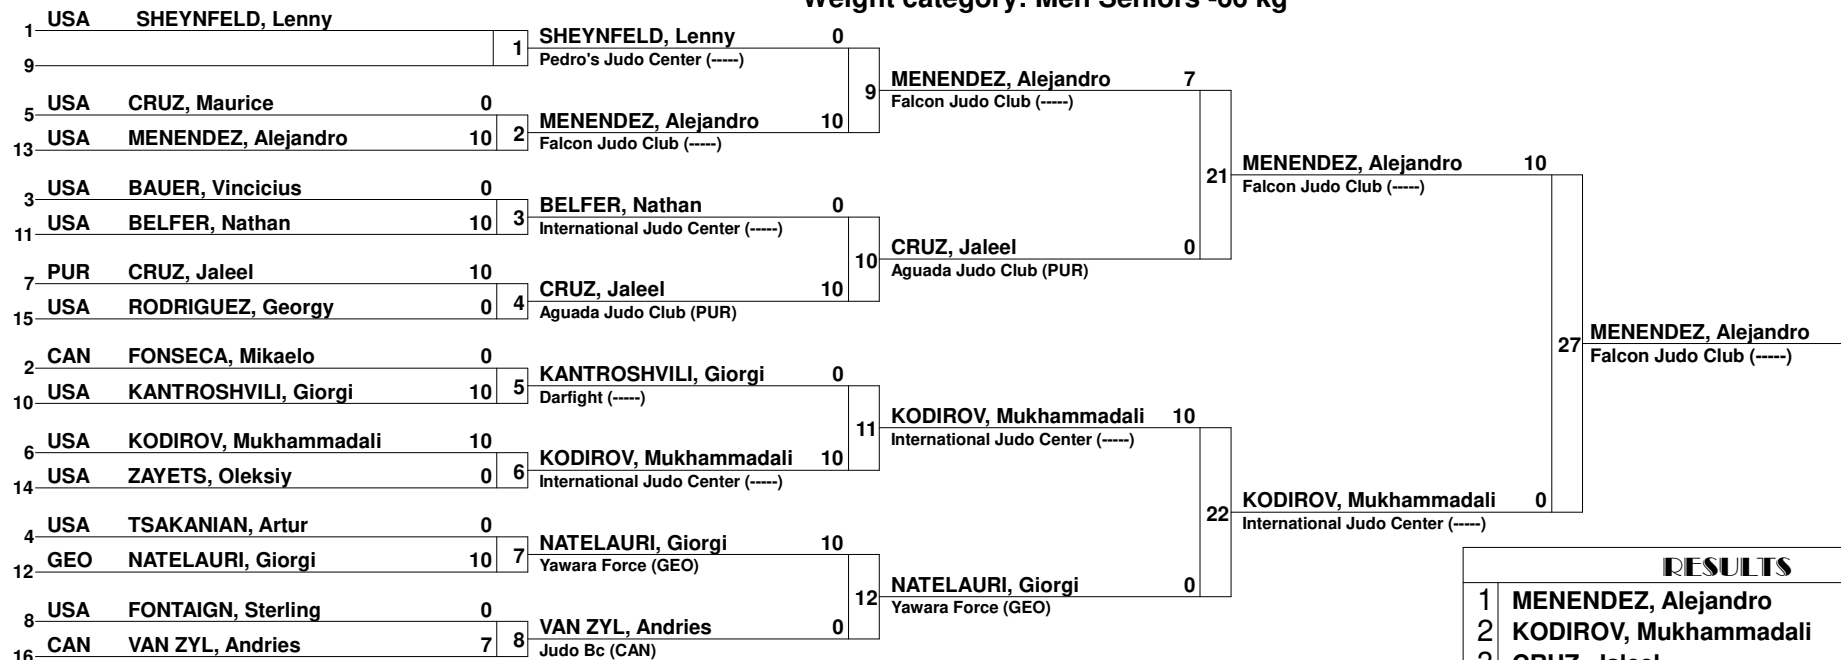 Weight category: Men Seniors -66 kg
1 USA SHEYNFELD, Lenny
9
1
5 USA CRUZ, Maurice 0
13 USA MENENDEZ, Alejandro 10
2
3 USA BAUER, Vincicius 0
11 USA BELFER, Nathan 10
3
7 PUR CRUZ, Jaleel 10
15 USA RODRIGUEZ, Georgy 0
4
2 CAN FONSECA, Mikaelo 0
10 USA KANTROSHVILI, Giorgi 10
5
6 USA KODIROV, Mukhammadali 10
14 USA ZAYETS, Oleksiy 0
6
4 USA TSAKANIAN, Artur 0
12 GEO NATELAURI, Giorgi 10
7
8 USA FONTAIGN, Sterling 0
16 CAN VAN ZYL, Andries 7
8
SHEYNFELD, Lenny 0
Pedro's Judo Center (-----)
MENENDEZ, Alejandro 10
Falcon Judo Club (-----)
9
BELFER, Nathan 0
International Judo Center (-----)
CRUZ, Jaleel 10
Aguada Judo Club (PUR)
10
KANTROSHVILI, Giorgi 0
Darfight (-----)
KODIROV, Mukhammadali 10
International Judo Center (-----)
11
NATELAURI, Giorgi 10
Yawara Force (GEO)
VAN ZYL, Andries 0
Judo Bc (CAN)
12
MENENDEZ, Alejandro 7
Falcon Judo Club (-----)
CRUZ, Jaleel 0
Aguada Judo Club (PUR)
21
KODIROV, Mukhammadali 10
International Judo Center (-----)
NATELAURI, Giorgi 0
Yawara Force (GEO)
22
MENENDEZ, Alejandro 10
Falcon Judo Club (-----)
KODIROV, Mukhammadali 0
International Judo Center (-----)
27
MENENDEZ, Alejandro
Falcon Judo Club (-----)
RESULTS
1 MENENDEZ, Alejandro
2 KODIROV, Mukhammadali
3 CRUZ, Jaleel